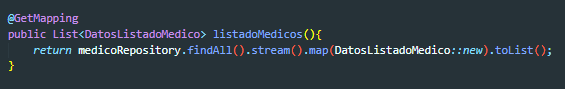 @GetMapping
public List<DatosListadoMedico> listadoMedicos(){
return medicoRepository.findAll().stream().map(DatosListadoMedico::new).toList();
}